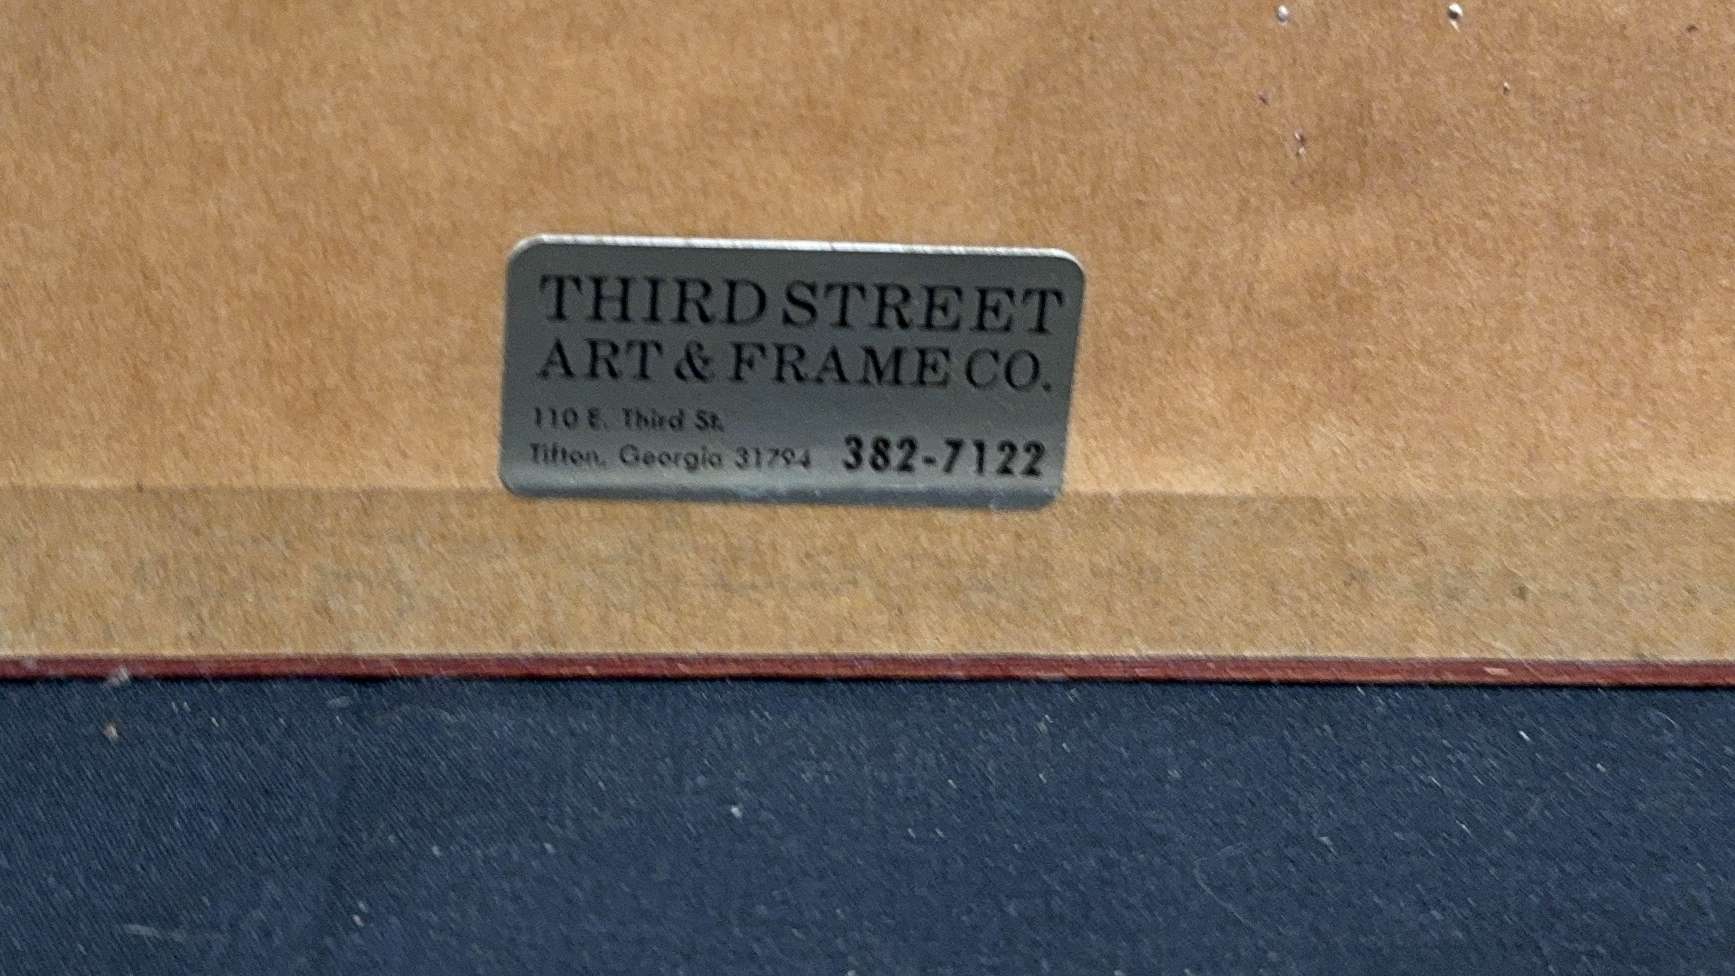 THIRD STREET
ART & FRAME CO.
110 E. Third St.
Tifton, Georgia 31794 382-7122